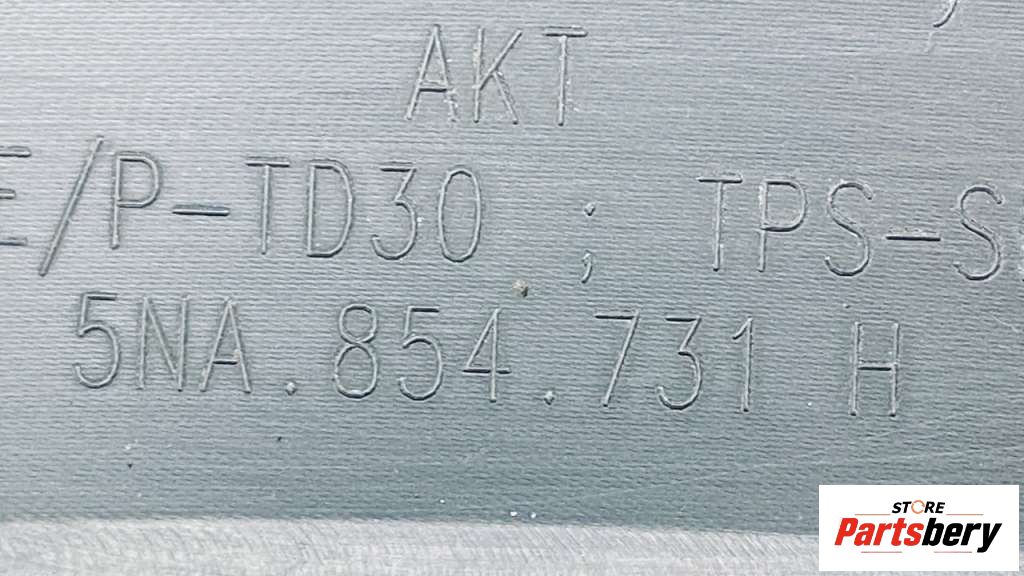 AKT
E/P-TD30 ; TPS-S
5NA.854.731 H
STORE
Partsbery